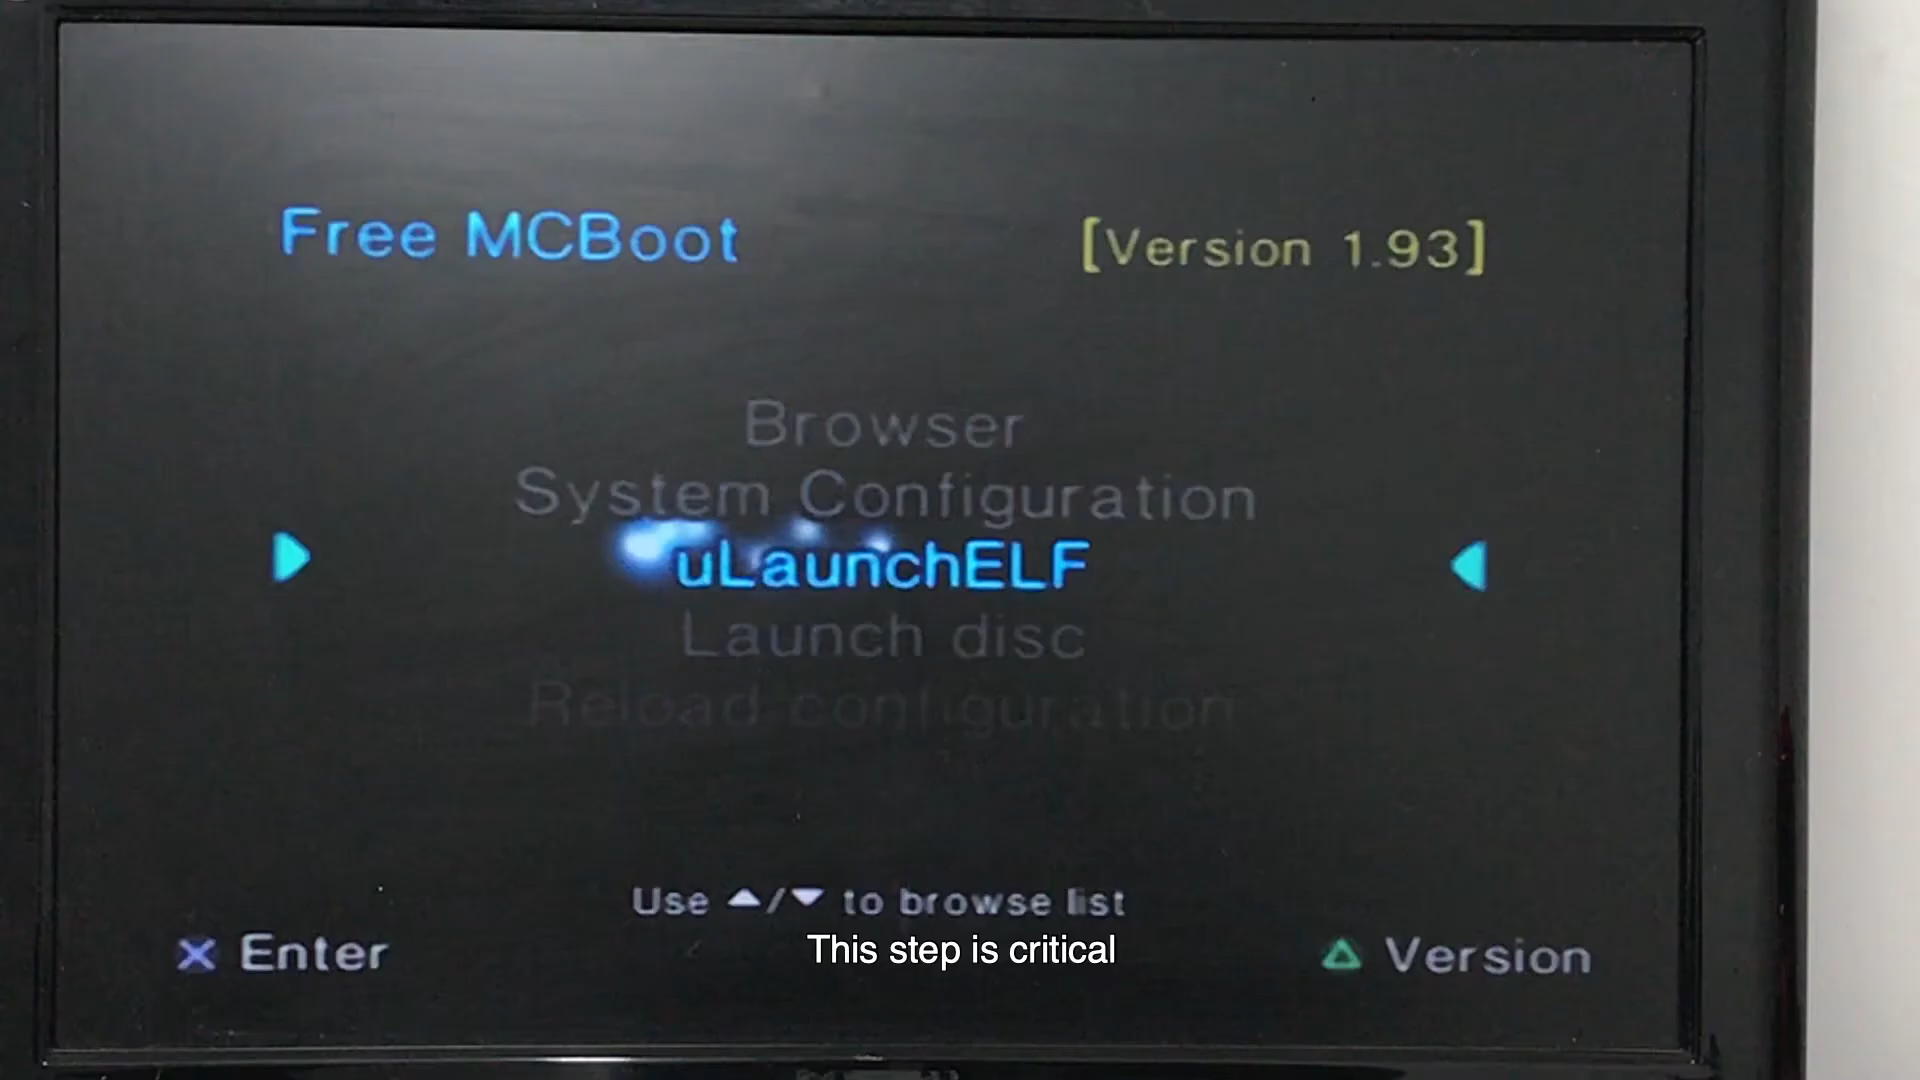 Free MCBoot [Version 1.93]
Browser
System Configuration
uLaunchELF
Launch disc
Reload configuration
Use ▲/▼ to browse list
This step is critical
Enter
Version